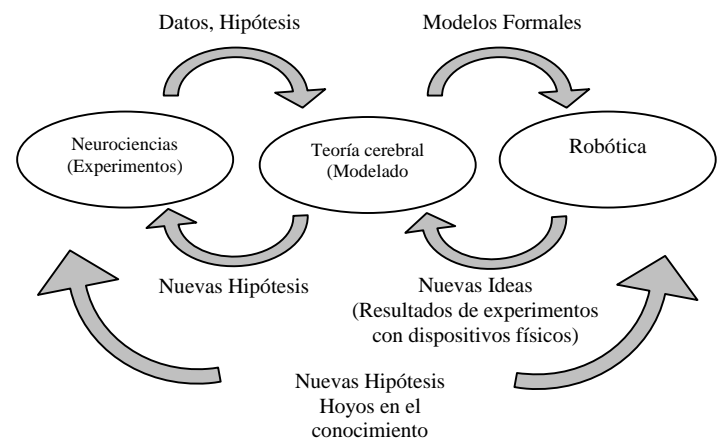 Datos, Hipótesis
Modelos Formales
Neurociencias
(Experimentos)
Teoría cerebral
(Modelado
Robótica
Nuevas Hipótesis
Nuevas Ideas
(Resultados de experimentos
con dispositivos físicos)
Nuevas Hipótesis
Hoyos en el
conocimiento